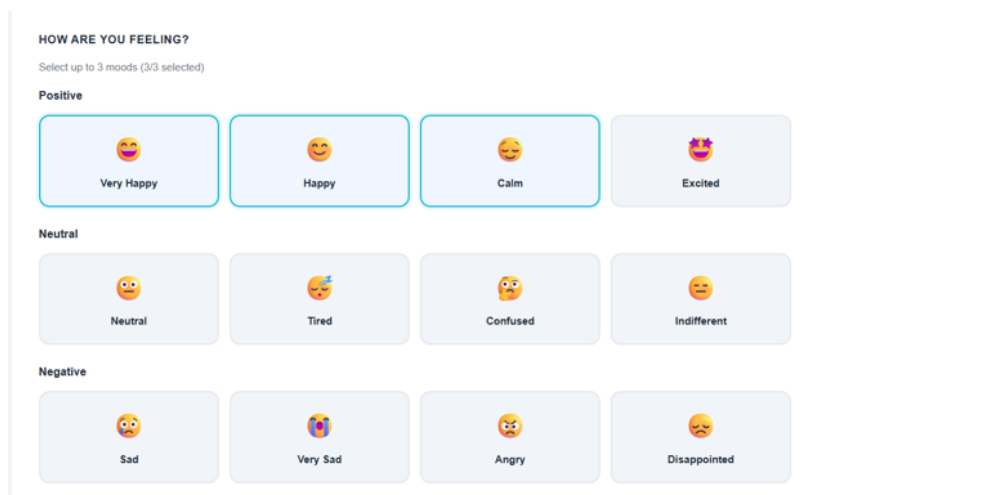 HOW ARE YOU FEELING?
Select up to 3 moods (3/3 selected)
Positive
Very Happy
Happy
Calm
Excited
Neutral
Neutral
Tired
Confused
Indifferent
Negative
Sad
Very Sad
Angry
Disappointed